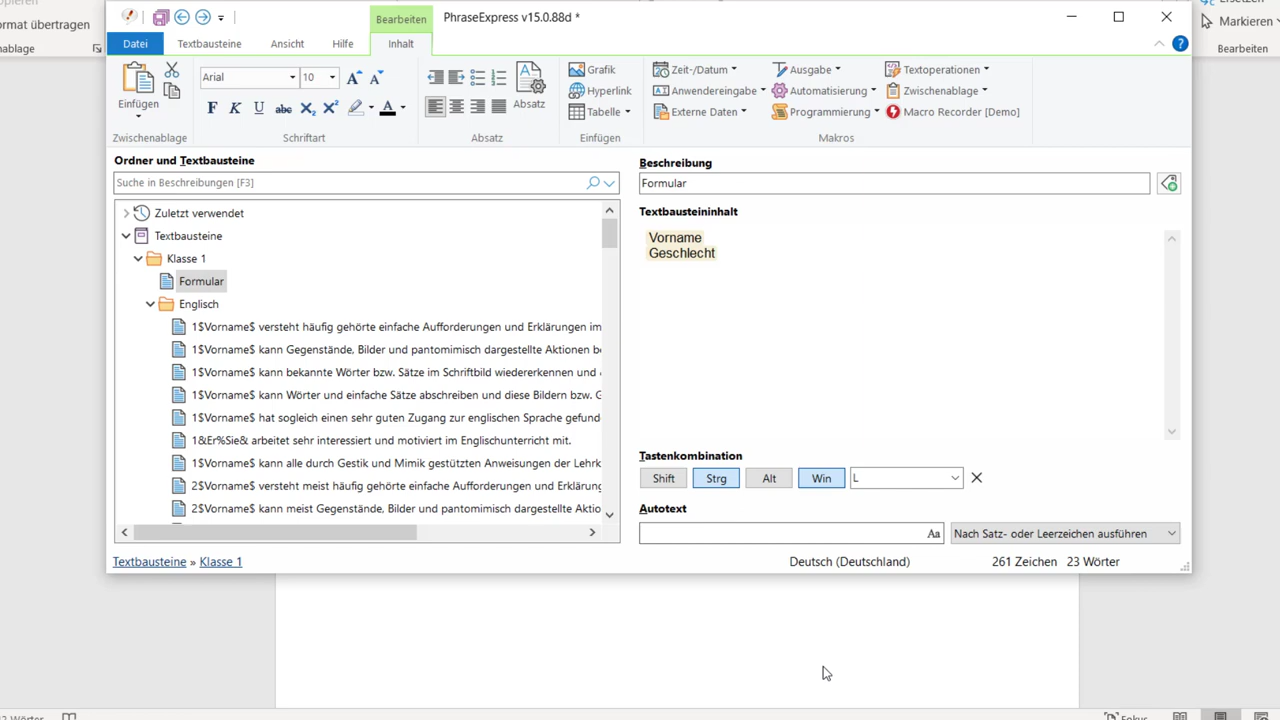 ormat übertragen
ablage
Bearbeiten
PhraseExpress v15.0.88d *
Markieren
Datei
Textbausteine
Ansicht
Hilfe
Inhalt
Bearbeiten
Einfügen
Arial
10
F K U abc X₂ X²
A
Absatz
Grafik
Hyperlink
Tabelle
Zeit-/Datum
Anwendereingabe
Externe Daten
Ausgabe
Automatisierung
Programmierung
Textoperationen
Zwischenablage
Macro Recorder [Demo]
Zwischenablage
Schriftart
Absatz
Einfügen
Makros
Ordner und Textbausteine
Suche in Beschreibungen [F3]
Zuletzt verwendet
Textbausteine
Klasse 1
Formular
Englisch
1$Vorname$ versteht häufig gehörte einfache Aufforderungen und Erklärungen im
1$Vorname$ kann Gegenstände, Bilder und pantomimisch dargestellte Aktionen be
1$Vorname$ kann bekannte Wörter bzw. Sätze im Schriftbild wiedererkennen und
1$Vorname$ kann Wörter und einfache Sätze abschreiben und diese Bildern bzw. G
1$Vorname$ hat sogleich einen sehr guten Zugang zur englischen Sprache gefund
1&Er%Sie& arbeitet sehr interessiert und motiviert im Englischunterricht mit.
1$Vorname$ kann alle durch Gestik und Mimik gestützten Anweisungen der Lehrk
2$Vorname$ versteht meist häufig gehörte einfache Aufforderungen und Erklärung
2$Vorname$ kann meist Gegenstände, Bilder und pantomimisch dargestellte Aktio
Beschreibung
Formular
Textbausteininhalt
Vorname
Geschlecht
Tastenkombination
Shift
Strg
Alt
Win
L
Autotext
Aa
Nach Satz- oder Leerzeichen ausführen
Textbausteine » Klasse 1
Deutsch (Deutschland)
261 Zeichen
23 Wörter
Wörter
Fokus